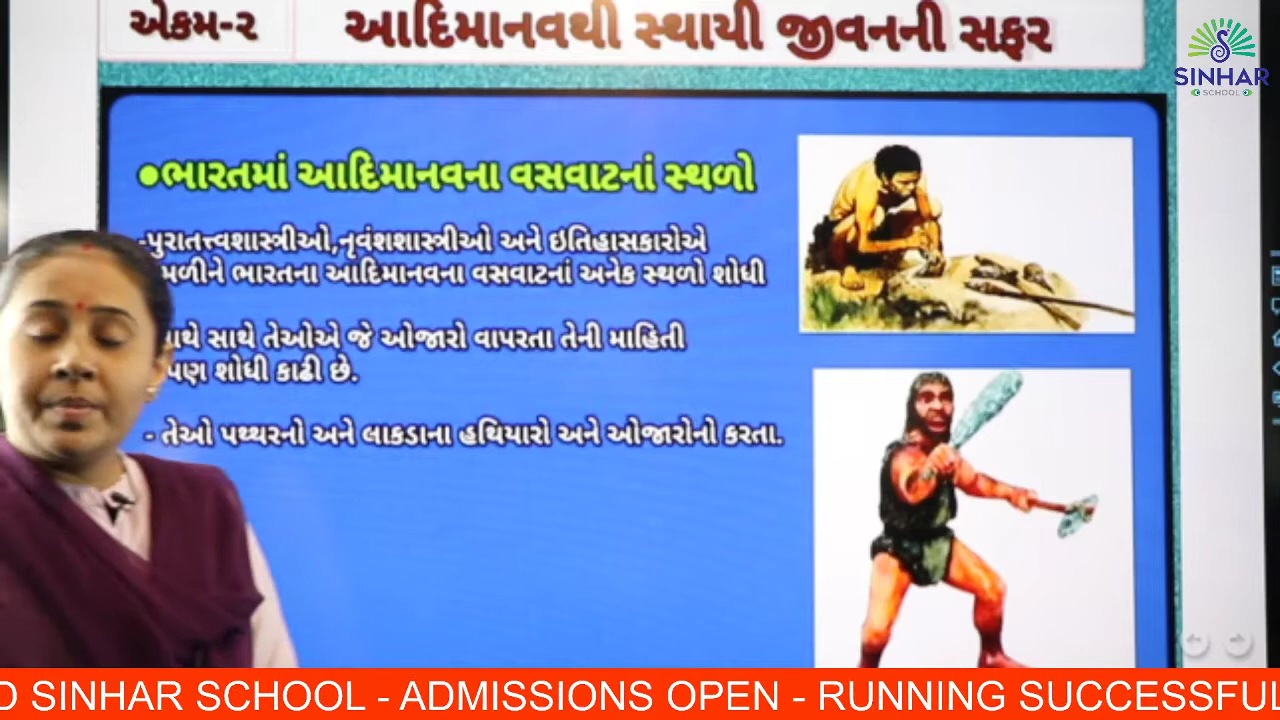 એકમ-૨
આદિમાનવથી સ્થાયી જીવનની સફર
SINHAR
SCHOOL
•ભારતમાં આદિમાનવના વસવાટનાં સ્થળો
-પુરાતત્ત્વશાસ્ત્રીઓ,નૃવંશશાસ્ત્રીઓ અને ઇતિહાસકારોએ
મળીને ભારતના આદિમાનવના વસવાટનાં અનેક સ્થળો શોધી
સાથે તેઓએ જે ઓજારો વાપરતા તેની માહિતી
પણ શોધી કાઢી છે.
- તેઓ પથ્થરનો અને લાકડાના હથિયારો અને ઓજારોનો કરતા.
SINHAR SCHOOL - ADMISSIONS OPEN - RUNNING SUCCESSFUL